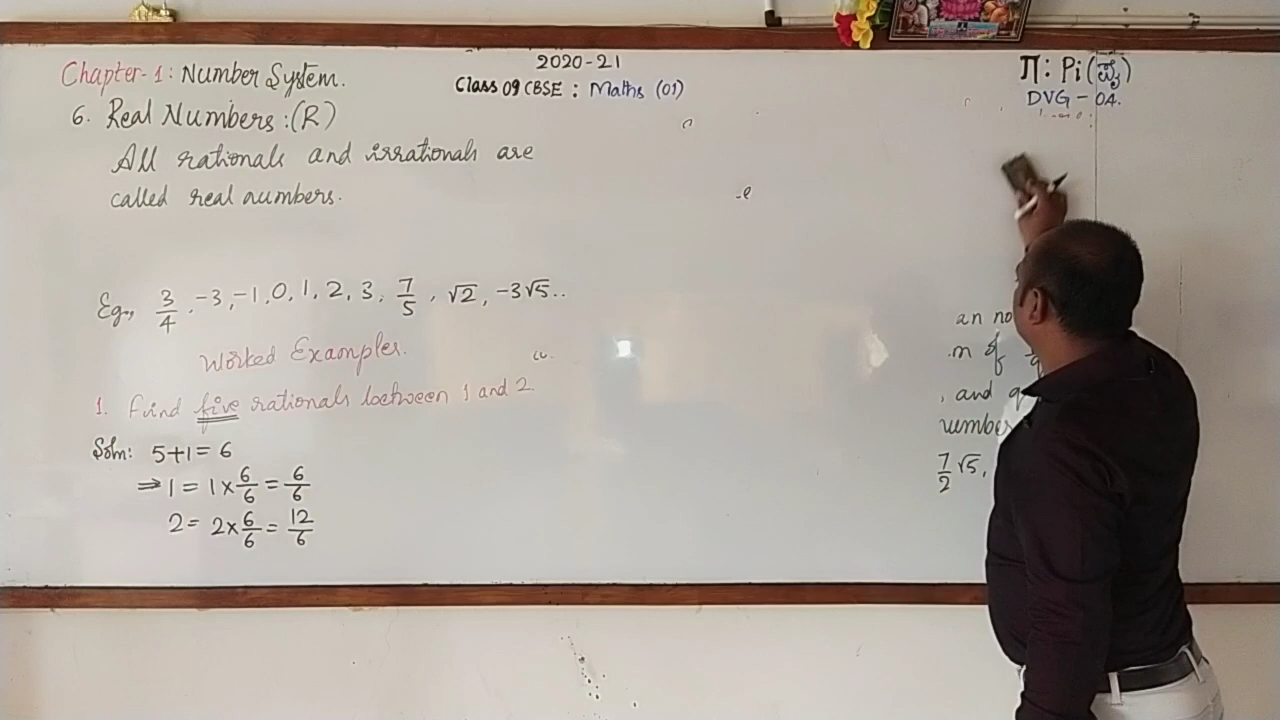 2020-21
Class 09 CBSE : Maths (01)
Π: Pi (ಪೈ)
DVG - 04.
Chapter-1: Number System.
6. Real Numbers:(R)
All rationals and irrationals are
called real numbers.
Eg., 3/4, -3, -1, 0, 1, 2, 3, 7/5, √2, -3√5..
Worked Examples.
1. Find five rationals between 1 and 2.
Soln: 5+1=6
⇒ 1 = 1×6/6 = 6/6
2 = 2×6/6 = 12/6
an no
n of
, and q
number
7/2 √5,